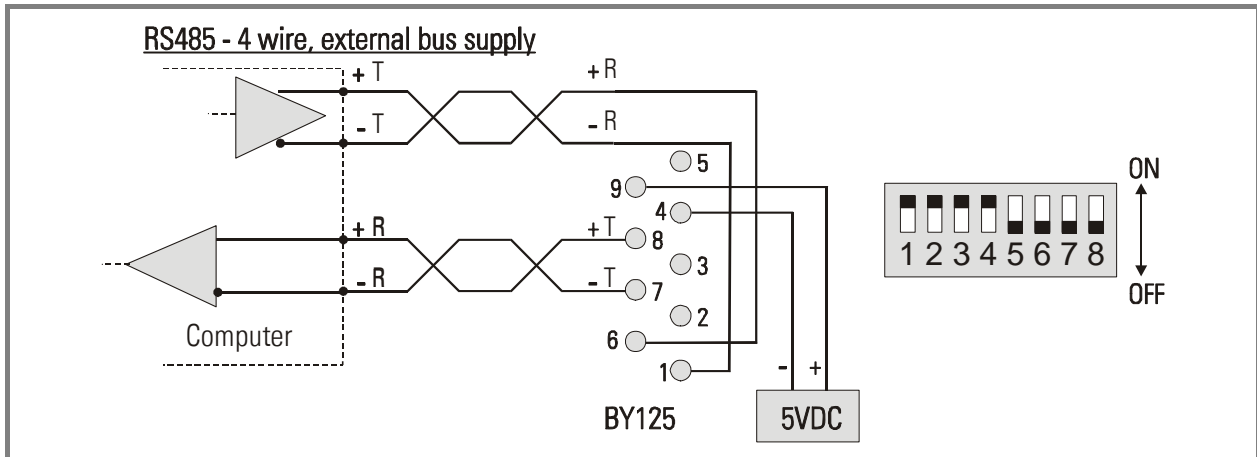 RS485 - 4 wire, external bus supply
+ T
+ R
- T
- R
5
9
4
+ R
+ T
8
3
- R
- T
7
2
Computer
6
1
- +
BY125
5VDC
ON
1 2 3 4 5 6 7 8
OFF